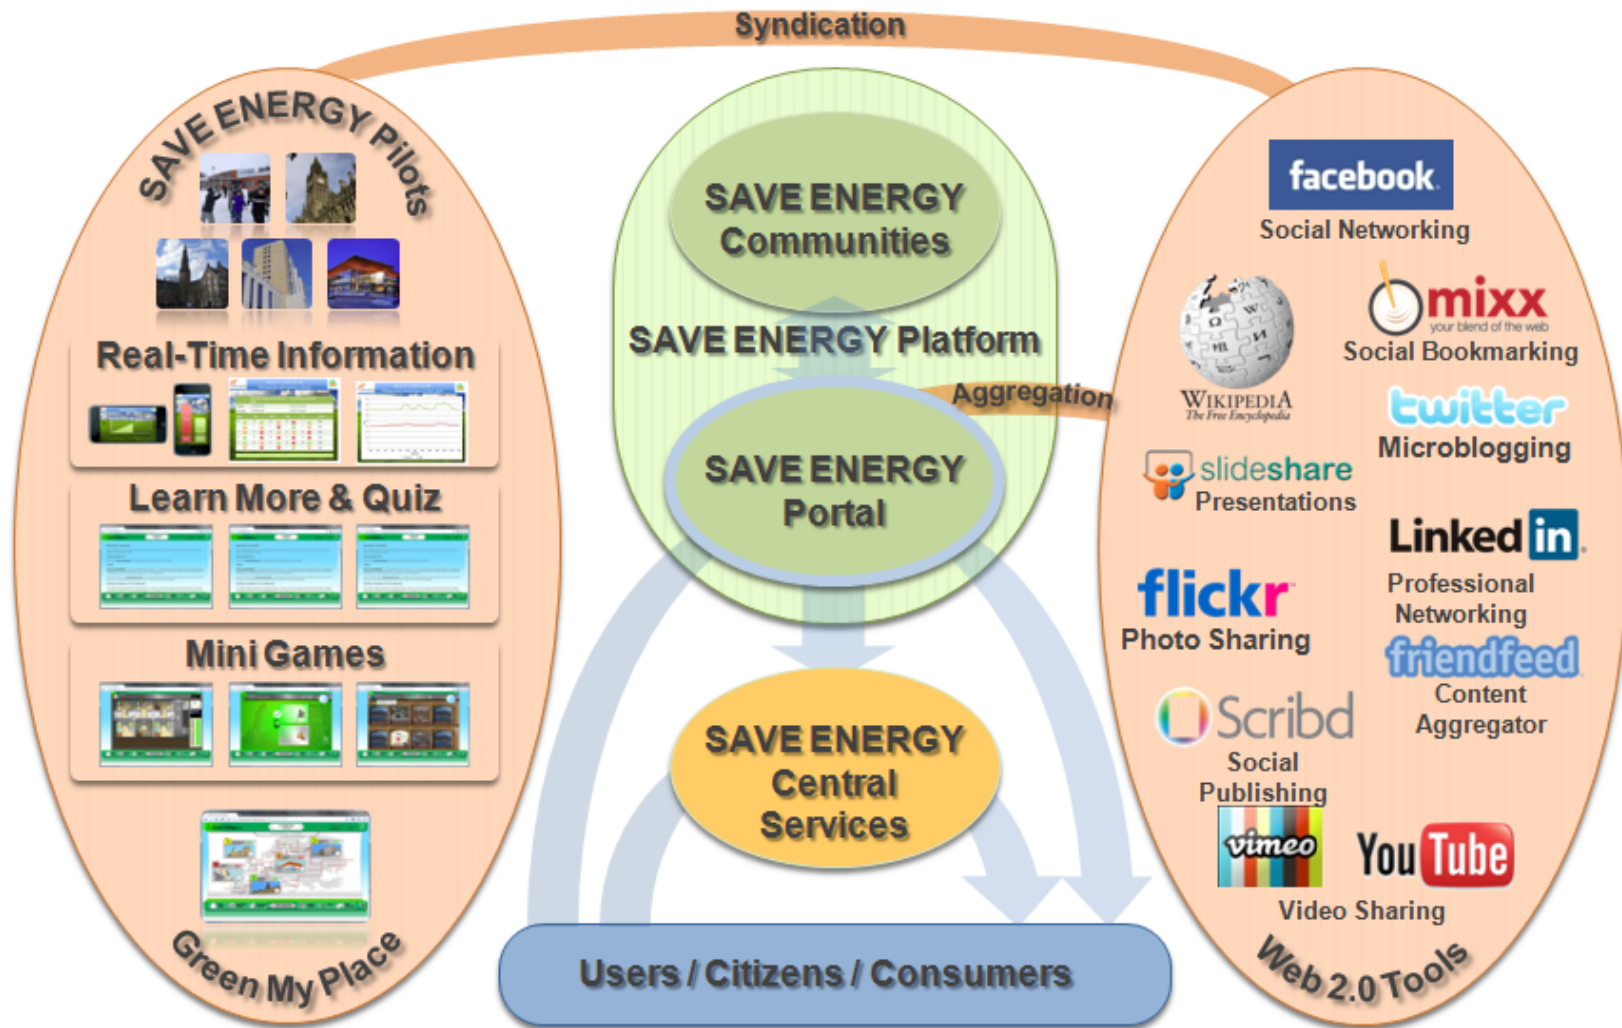 Syndication
SAVE ENERGY Pilots
Real-Time Information
Learn More & Quiz
Mini Games
Green My Place
SAVE ENERGY
Communities
SAVE ENERGY Platform
Aggregation
SAVE ENERGY
Portal
SAVE ENERGY
Central
Services
Users / Citizens / Consumers
facebook
Social Networking
WIKIPEDIA
The Free Encyclopedia
mixx
your blend of the web
Social Bookmarking
twitter
Microblogging
slideshare
Presentations
Linked in
Professional
Networking
flickr
Photo Sharing
friendfeed
Content
Aggregator
Scribd
Social
Publishing
vimeo
YouTube
Video Sharing
Web 2.0 Tools